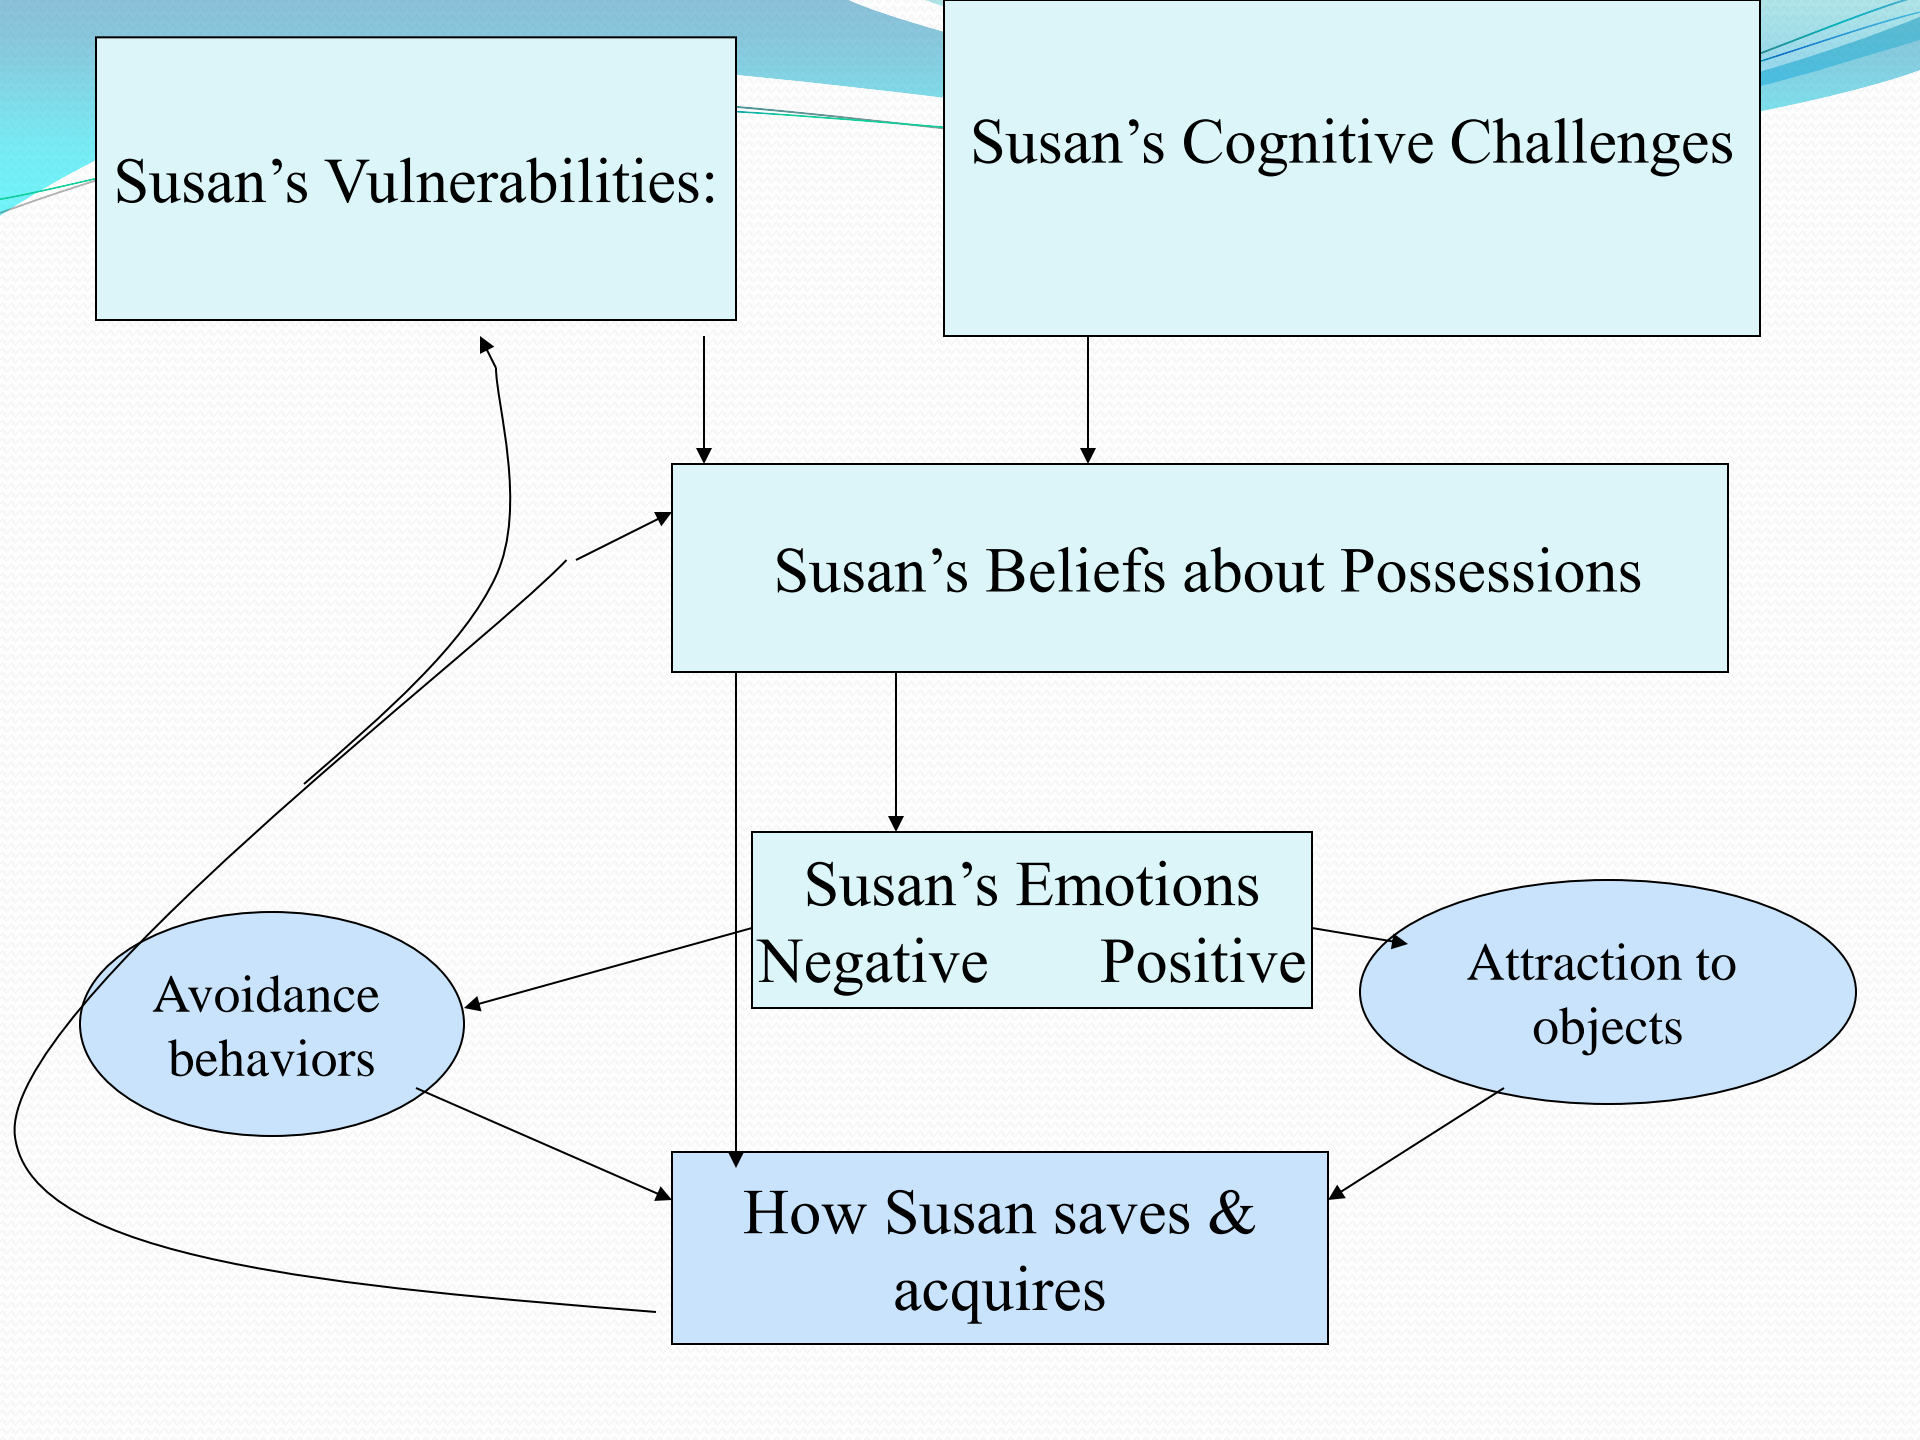 Susan’s Vulnerabilities:
Susan’s Cognitive Challenges
Susan’s Beliefs about Possessions
Susan’s Emotions
Negative Positive
Avoidance
behaviors
Attraction to
objects
How Susan saves &
acquires